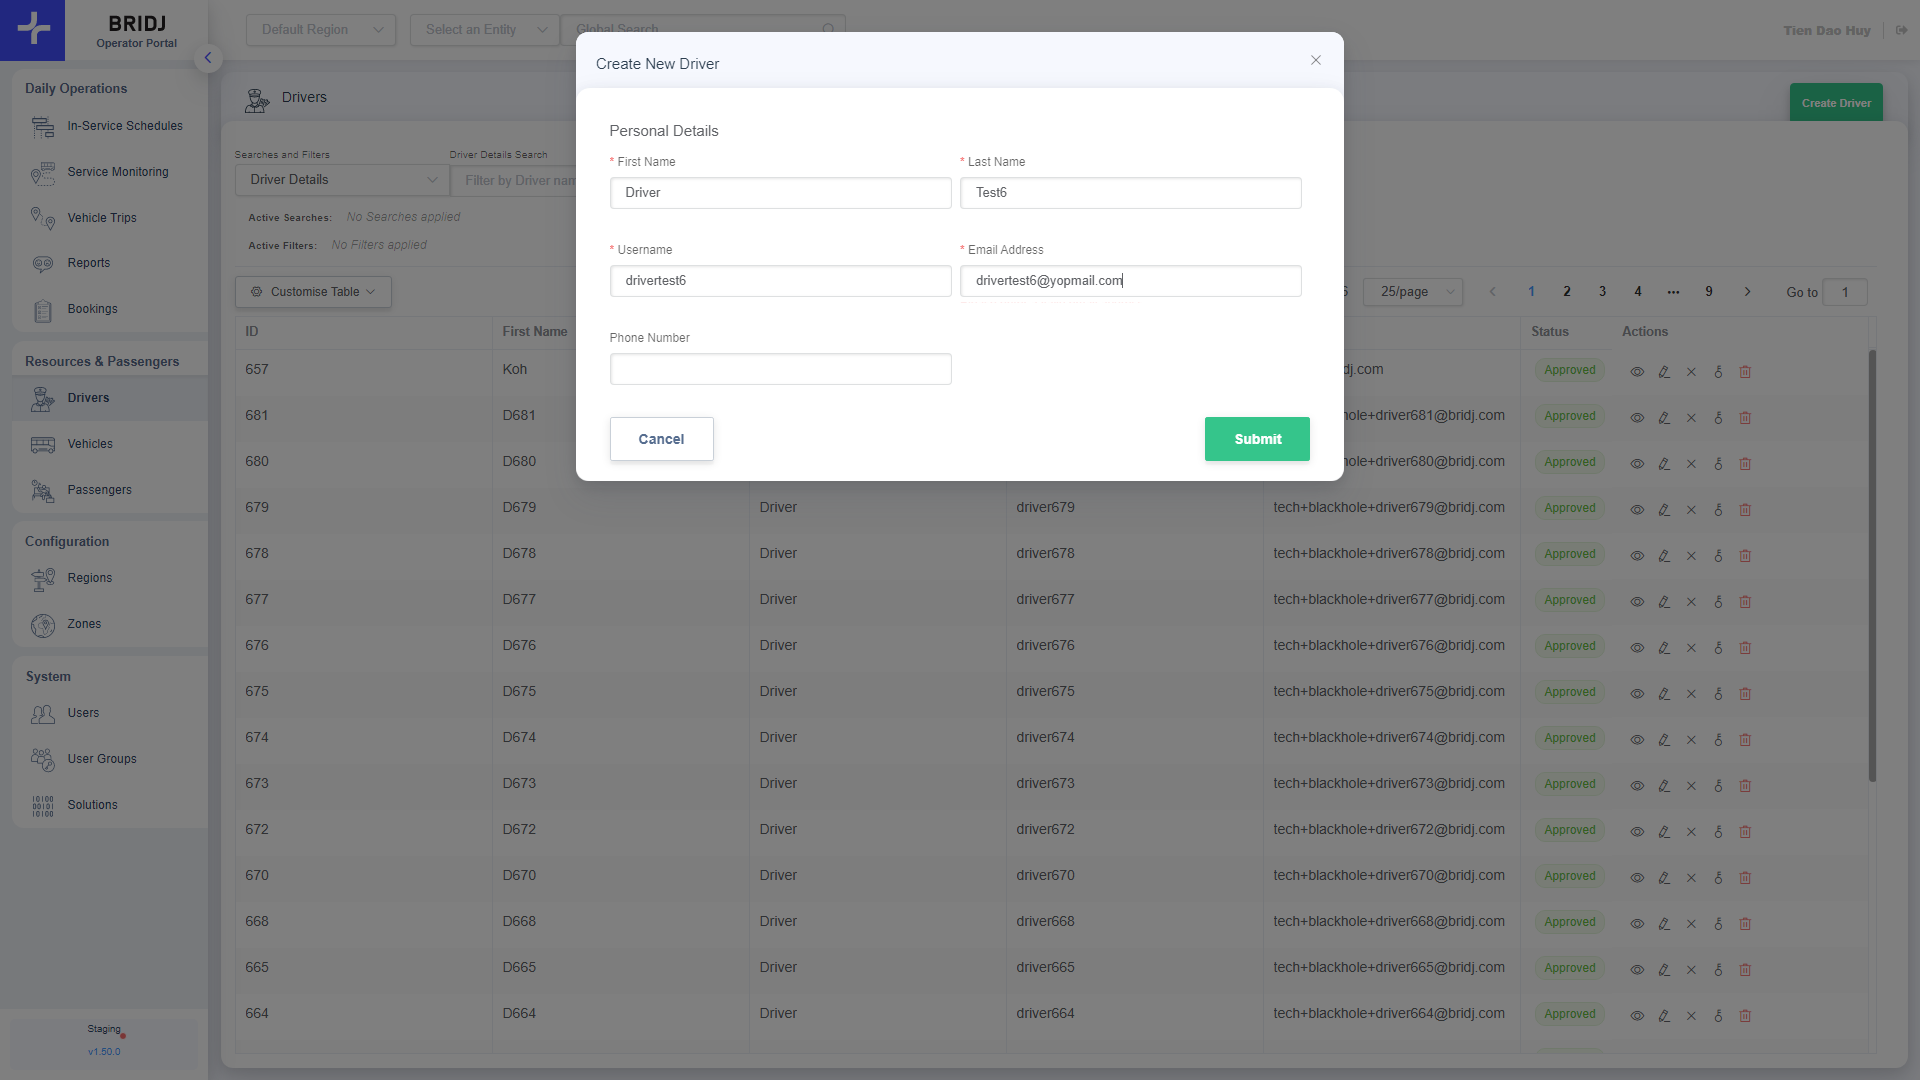 BRIDJ
Operator Portal
Default Region
Select an Entity
Global Search
Tien Dao Huy
Daily Operations
In-Service Schedules
Service Monitoring
Vehicle Trips
Reports
Bookings
Resources & Passengers
Drivers
Vehicles
Passengers
Configuration
Regions
Zones
System
Users
User Groups
Solutions
Staging
v1.50.0
Drivers
Create Driver
Searches and Filters
Driver Details Search
Driver Details
Filter by Driver nam
Active Searches: No Searches applied
Active Filters: No Filters applied
Customise Table
6 25/page 1 2 3 4 ••• 9 Go to 1
Create New Driver
Personal Details
* First Name * Last Name
Driver Test6
* Username * Email Address
drivertest6 drivertest6@yopmail.com
Phone Number
Cancel Submit
ID First Name Status Actions
657 Koh dj.com Approved
681 D681 hole+driver681@bridj.com Approved
680 D680 hole+driver680@bridj.com Approved
679 D679 Driver driver679 tech+blackhole+driver679@bridj.com Approved
678 D678 Driver driver678 tech+blackhole+driver678@bridj.com Approved
677 D677 Driver driver677 tech+blackhole+driver677@bridj.com Approved
676 D676 Driver driver676 tech+blackhole+driver676@bridj.com Approved
675 D675 Driver driver675 tech+blackhole+driver675@bridj.com Approved
674 D674 Driver driver674 tech+blackhole+driver674@bridj.com Approved
673 D673 Driver driver673 tech+blackhole+driver673@bridj.com Approved
672 D672 Driver driver672 tech+blackhole+driver672@bridj.com Approved
670 D670 Driver driver670 tech+blackhole+driver670@bridj.com Approved
668 D668 Driver driver668 tech+blackhole+driver668@bridj.com Approved
665 D665 Driver driver665 tech+blackhole+driver665@bridj.com Approved
664 D664 Driver driver664 tech+blackhole+driver664@bridj.com Approved